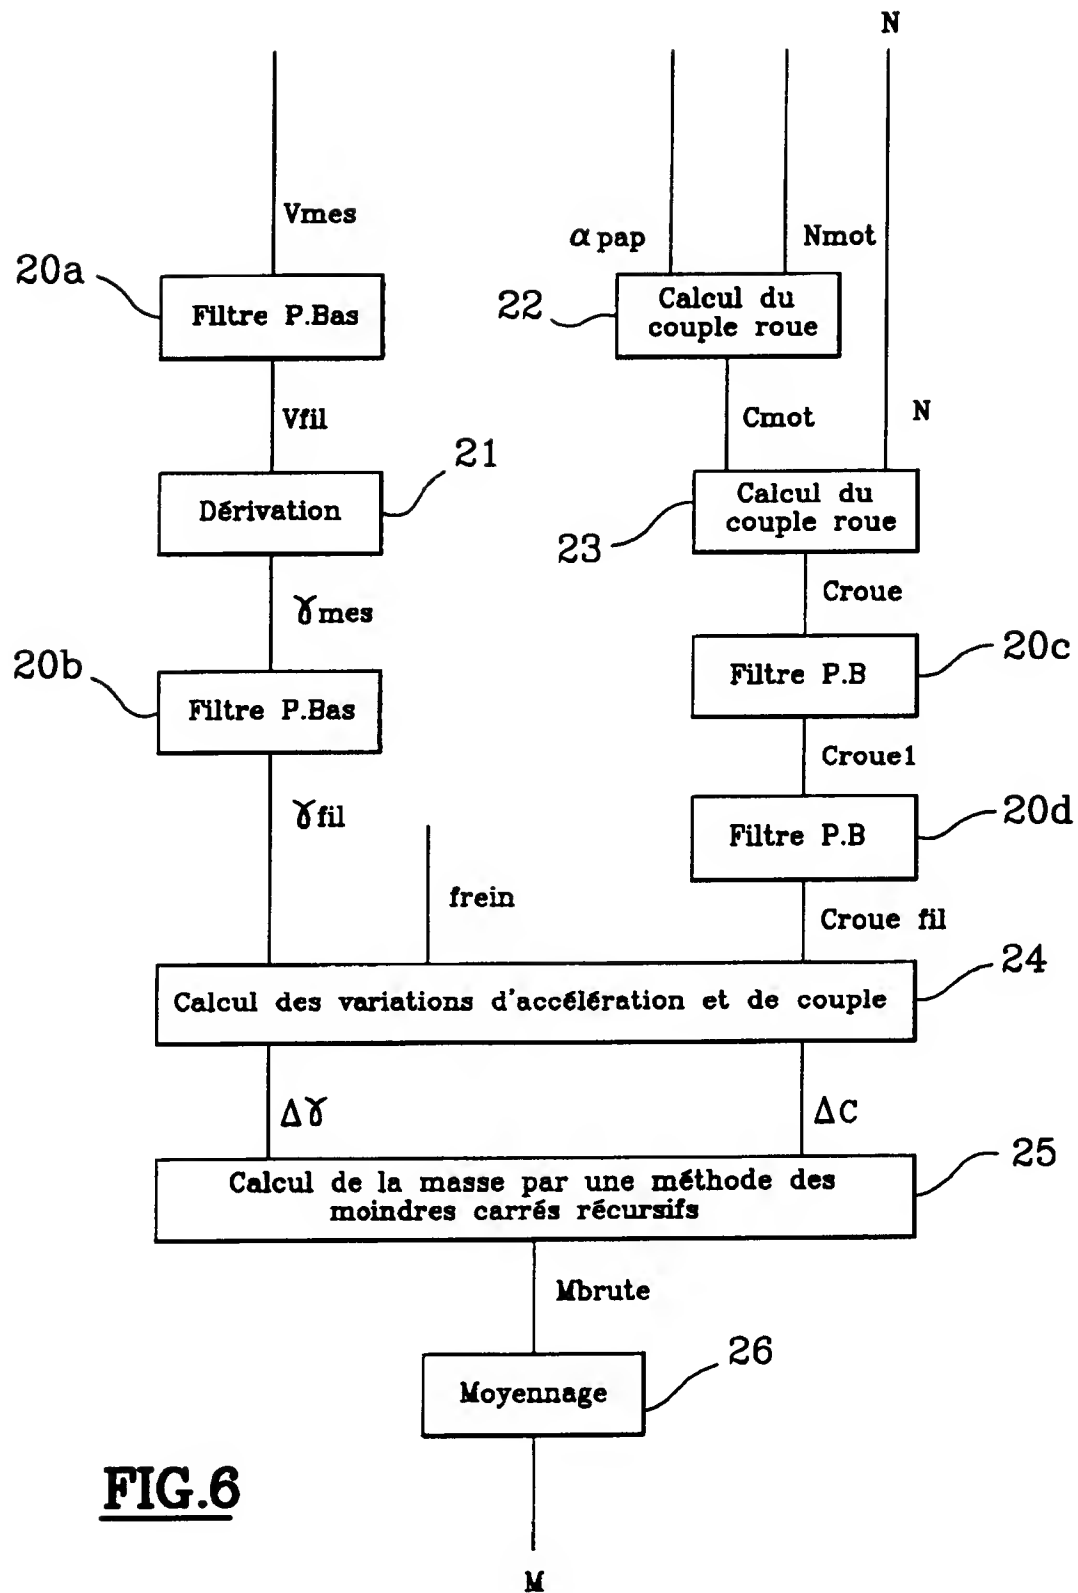 N
Vmes
α pap
Nmot
20a
Filtre P.Bas
22
Calcul du
couple roue
Vfil
Cmot
N
21
Dérivation
23
Calcul du
couple roue
γmes
Croue
20b
Filtre P.Bas
20c
Filtre P.B
Croue1
γfil
20d
Filtre P.B
frein
Croue fil
24
Calcul des variations d'accélération et de couple
Δγ
ΔC
25
Calcul de la masse par une méthode des
moindres carrés récursifs
Mbrute
26
Moyennage
FIG.6
M